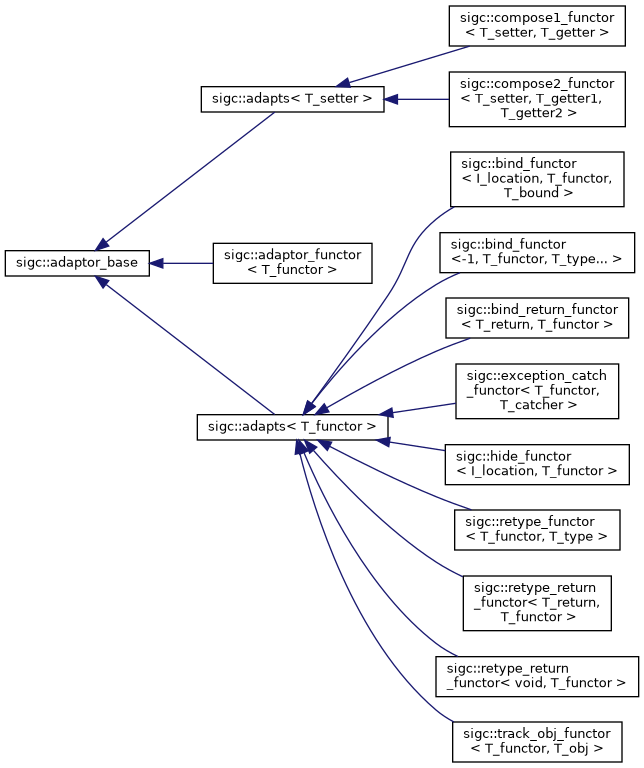 sigc::compose1_functor
< T_setter, T_getter >
sigc::adapts< T_setter >
sigc::compose2_functor
< T_setter, T_getter1,
T_getter2 >
sigc::bind_functor
< I_location, T_functor,
T_bound >
sigc::adaptor_base
sigc::adaptor_functor
< T_functor >
sigc::bind_functor
<-1, T_functor, T_type... >
sigc::bind_return_functor
< T_return, T_functor >
sigc::exception_catch
_functor< T_functor,
T_catcher >
sigc::adapts< T_functor >
sigc::hide_functor
< I_location, T_functor >
sigc::retype_functor
< T_functor, T_type >
sigc::retype_return
_functor< T_return,
T_functor >
sigc::retype_return
_functor< void, T_functor >
sigc::track_obj_functor
< T_functor, T_obj >